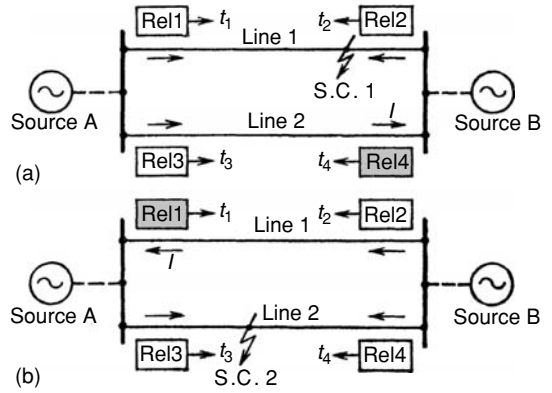 Rel1 t1 t2 Rel2
Line 1
S.C. 1
Source A Source B
Line 2 I
Rel3 t3 t4 Rel4
(a)
Rel1 t1 t2 Rel2
Line 1
I
Source A Source B
Line 2
Rel3 t3 t4 Rel4
S.C. 2
(b)